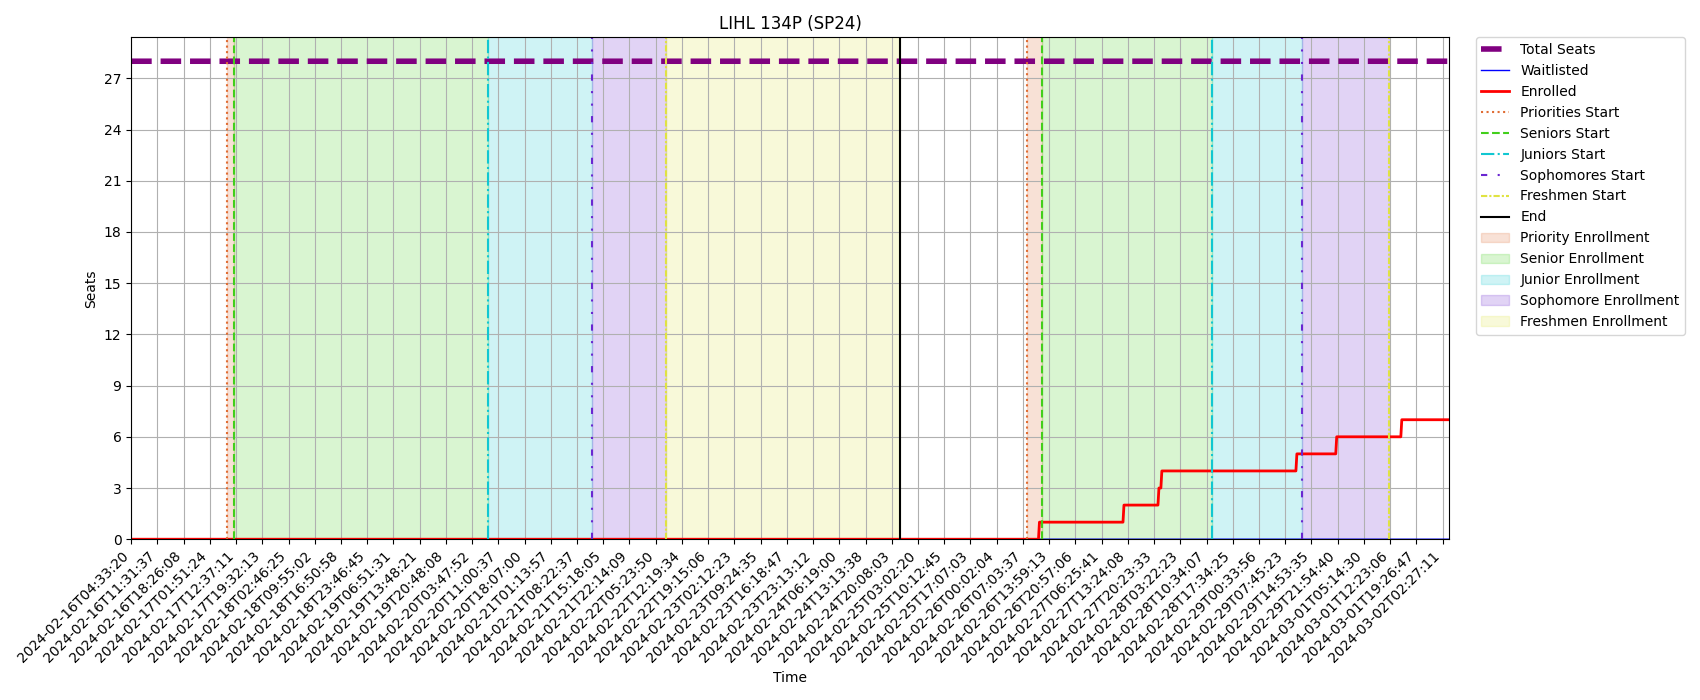 LIHL 134P (SP24)
Seats
27
24
21
18
15
12
9
6
3
0
2024-02-16T04:33:20
2024-02-16T11:31:37
2024-02-16T18:26:08
2024-02-17T01:51:24
2024-02-17T12:37:11
2024-02-17T19:32:13
2024-02-18T02:46:25
2024-02-18T09:55:02
2024-02-18T16:50:58
2024-02-18T23:46:45
2024-02-19T06:51:31
2024-02-19T13:48:21
2024-02-19T20:48:08
2024-02-20T03:47:52
2024-02-20T11:00:37
2024-02-20T18:07:00
2024-02-21T01:13:57
2024-02-21T08:22:37
2024-02-21T15:18:05
2024-02-21T22:14:09
2024-02-22T05:23:50
2024-02-22T12:19:34
2024-02-22T19:15:06
2024-02-23T02:12:23
2024-02-23T09:24:35
2024-02-23T16:18:47
2024-02-23T23:13:12
2024-02-24T06:19:00
2024-02-24T13:13:38
2024-02-24T20:08:03
2024-02-25T03:02:20
2024-02-25T10:12:45
2024-02-25T17:07:03
2024-02-26T00:02:04
2024-02-26T07:03:37
2024-02-26T13:59:13
2024-02-26T20:57:06
2024-02-27T06:25:41
2024-02-27T13:24:08
2024-02-27T20:23:33
2024-02-28T03:22:23
2024-02-28T10:34:07
2024-02-28T17:34:25
2024-02-29T00:33:56
2024-02-29T07:45:23
2024-02-29T14:53:35
2024-02-29T21:54:40
2024-03-01T05:14:30
2024-03-01T12:23:06
2024-03-01T19:26:47
2024-03-02T02:27:11
Time
Total Seats
Waitlisted
Enrolled
Priorities Start
Seniors Start
Juniors Start
Sophomores Start
Freshmen Start
End
Priority Enrollment
Senior Enrollment
Junior Enrollment
Sophomore Enrollment
Freshmen Enrollment